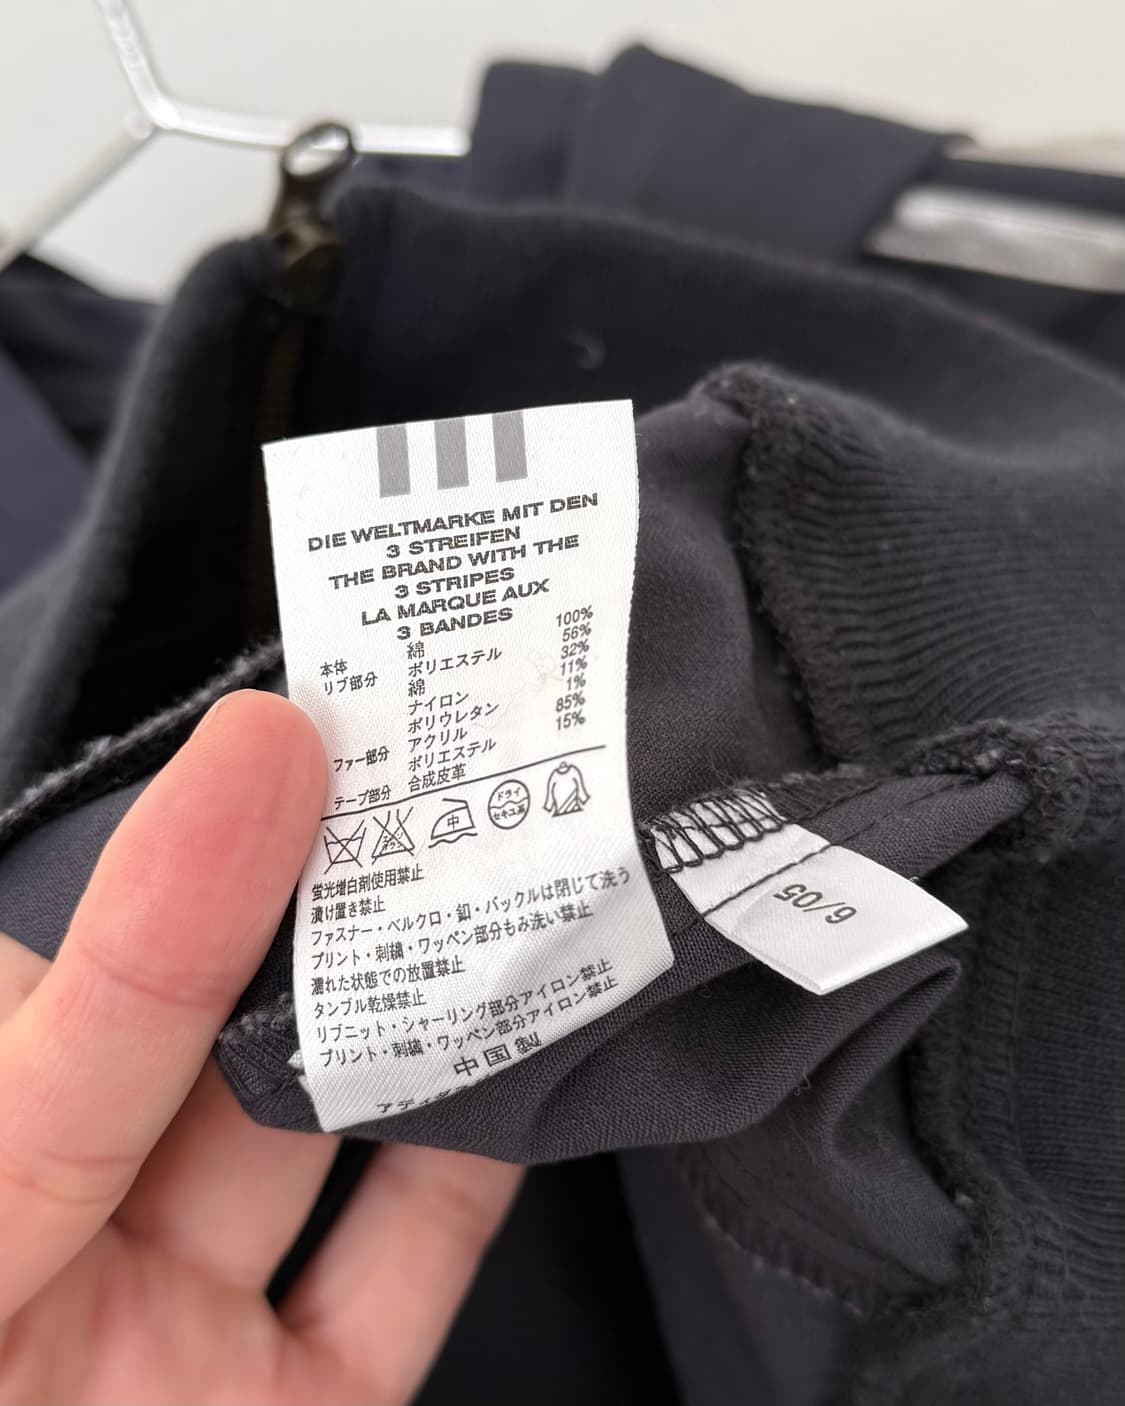 DIE WELTMARKE MIT DEN
3 STREIFEN
THE BRAND WITH THE
3 STRIPES
LA MARQUE AUX
3 BANDES
本体 綿 100%
リブ部分 ポリエステル 56%
綿 32%
ナイロン 11%
ポリウレタン 1%
ファー部分 アクリル 85%
ポリエステル 15%
テープ部分 合成皮革
中
ドライ
セキユ系
蛍光増白剤使用禁止
漬け置き禁止
ファスナー・ベルクロ・釦・バックルは閉じて洗う
プリント・刺繍・ワッペン部分もみ洗い禁止
濡れた状態での放置禁止
タンブル乾燥禁止
リブニット・シャーリング部分アイロン禁止
プリント・刺繍・ワッペン部分アイロン禁止
中国製
6/05